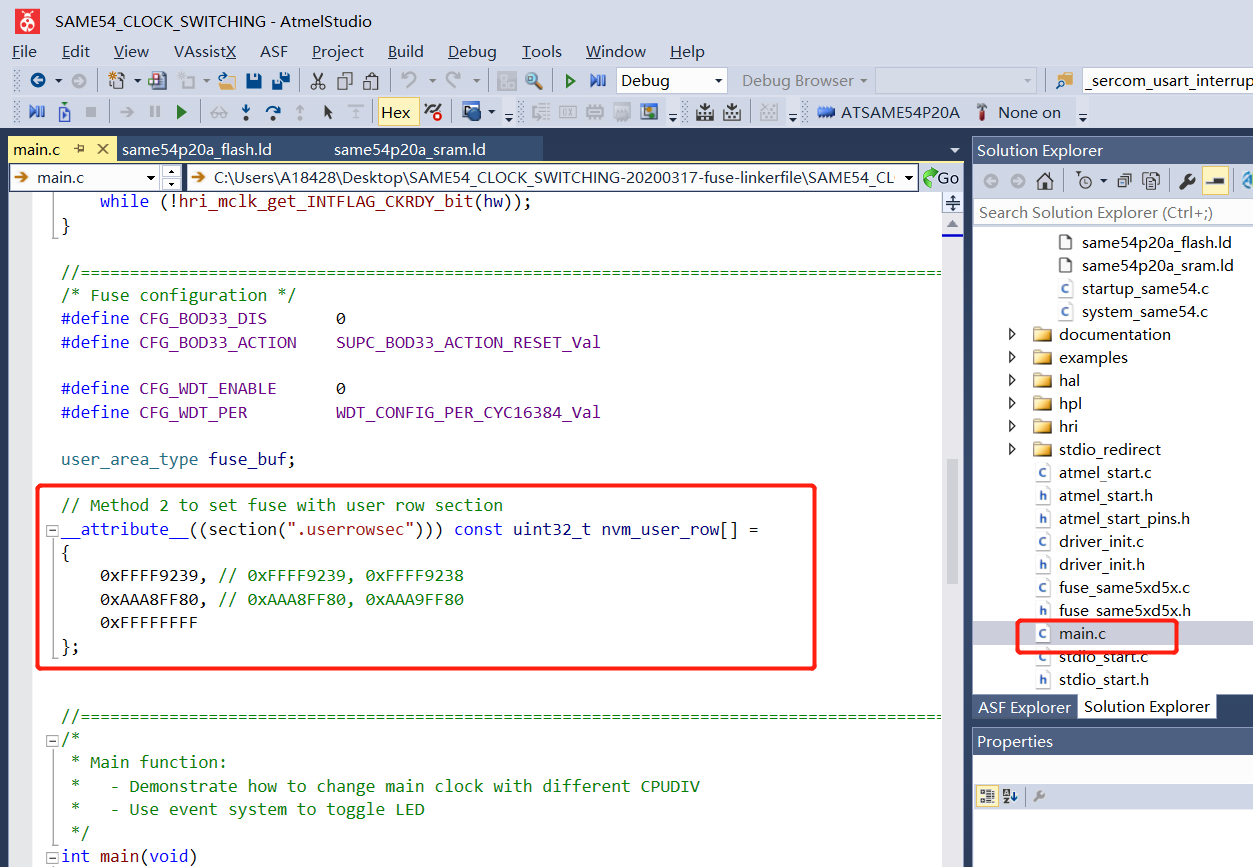 SAME54_CLOCK_SWITCHING - AtmelStudio
File Edit View VAssistX ASF Project Build Debug Tools Window Help
Debug Debug Browser _sercom_usart_interrup
Hex ATSAME54P20A None on
main.c same54p20a_flash.ld same54p20a_sram.ld
main.c C:\Users\A18428\Desktop\SAME54_CLOCK_SWITCHING-20200317-fuse-linkerfile\SAME54_CL Go
while (!hri_mclk_get_INTFLAG_CKRDY_bit(hw));
}
//========================================================================================
/* Fuse configuration */
#define CFG_BOD33_DIS 0
#define CFG_BOD33_ACTION SUPC_BOD33_ACTION_RESET_Val
#define CFG_WDT_ENABLE 0
#define CFG_WDT_PER WDT_CONFIG_PER_CYC16384_Val
user_area_type fuse_buf;
// Method 2 to set fuse with user row section
__attribute__((section(".userrowsec"))) const uint32_t nvm_user_row[] =
{
0xFFFF9239, // 0xFFFF9239, 0xFFFF9238
0xAAA8FF80, // 0xAAA8FF80, 0xAAA9FF80
0xFFFFFFFF
};
//========================================================================================
/*
* Main function:
* - Demonstrate how to change main clock with different CPUDIV
* - Use event system to toggle LED
*/
int main(void)
Solution Explorer
Search Solution Explorer (Ctrl+;)
same54p20a_flash.ld
same54p20a_sram.ld
startup_same54.c
system_same54.c
documentation
examples
hal
hpl
hri
stdio_redirect
atmel_start.c
atmel_start.h
atmel_start_pins.h
driver_init.c
driver_init.h
fuse_same5xd5x.c
fuse_same5xd5x.h
main.c
stdio_start.c
stdio_start.h
ASF Explorer Solution Explorer
Properties